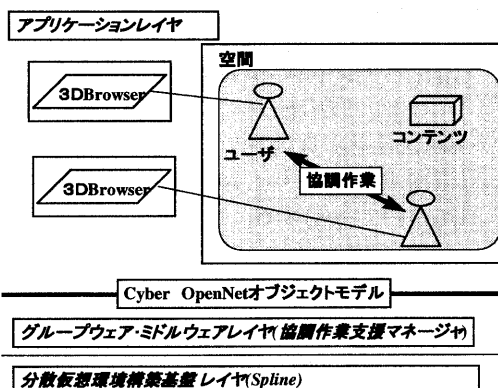 アプリケーションレイヤ
空間
3DBrowser
ユーザ
コンテンツ
3DBrowser
協調作業
Cyber OpenNetオブジェクトモデル
グループウェア・ミドルウェアレイヤ(協調作業支援マネージャ)
分散仮想環境構築基盤レイヤ(Spline)